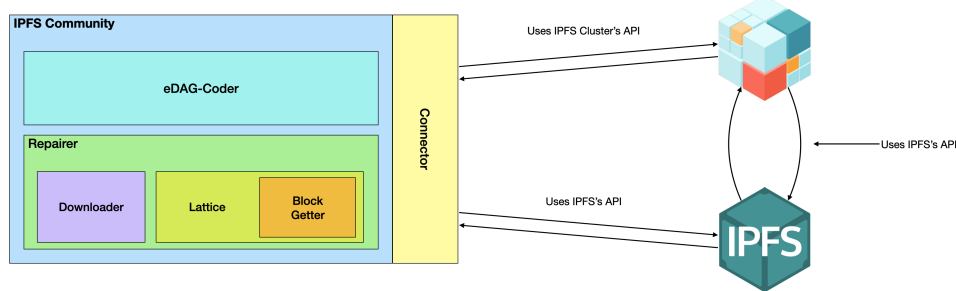 IPFS Community
Uses IPFS Cluster's API
eDAG-Coder
Connector
Repairer
Uses IPFS's API
Downloader
Lattice
Block
Getter
Uses IPFS's API
IPFS